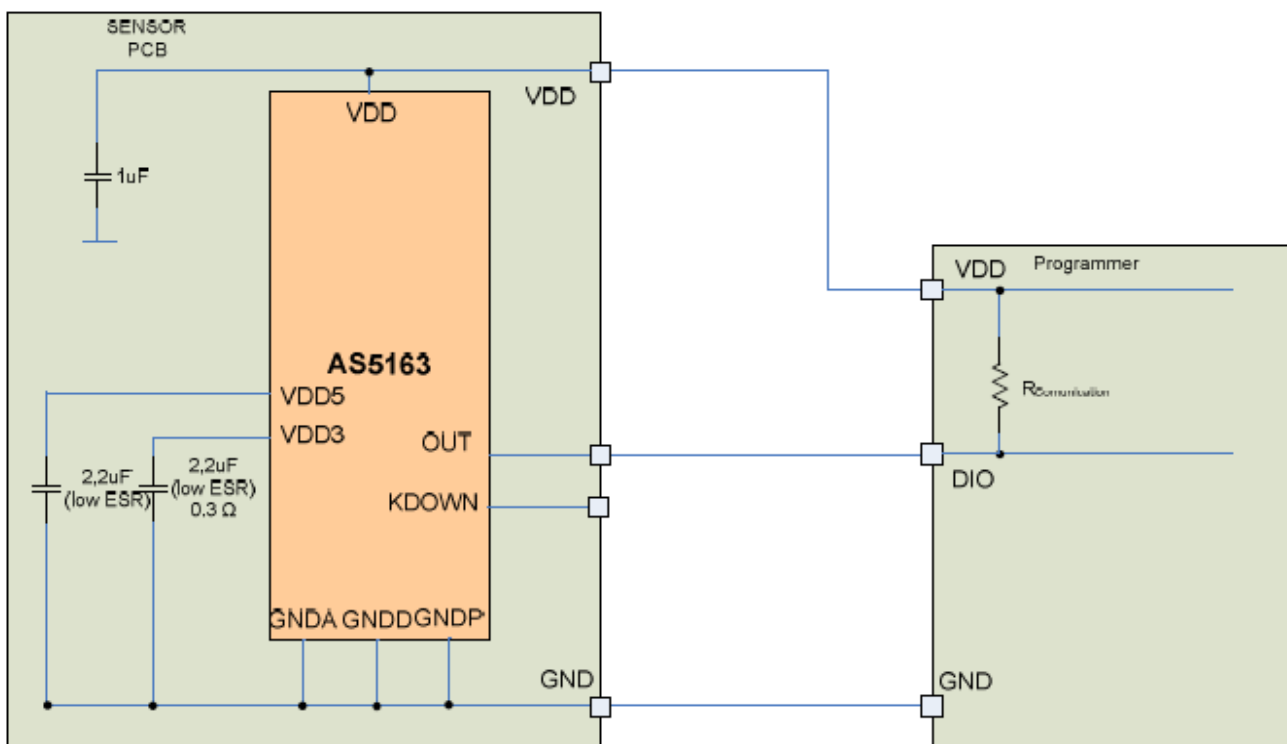 SENSOR
PCB
VDD
VDD
1uF
VDD
Programmer
AS5163
VDD5
VDD3
OUT
KDOWN
2,2uF
(low ESR)
2,2uF
(low ESR)
0.3 Ω
DIO
GNDA GNDD GNDP
GND
GND